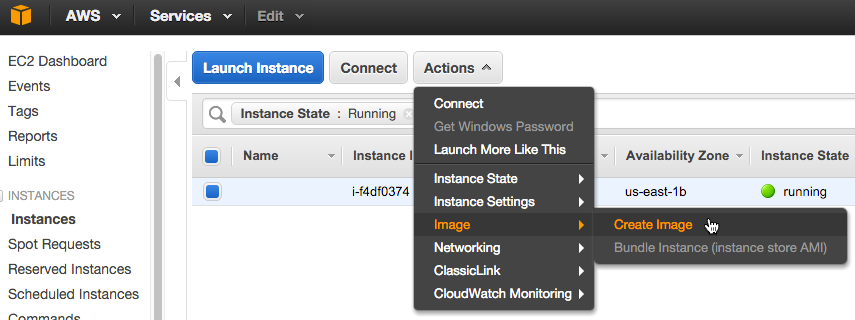 AWS Services Edit
EC2 Dashboard
Events
Tags
Reports
Limits
INSTANCES
Instances
Spot Requests
Reserved Instances
Scheduled Instances
Commands
Launch Instance Connect Actions
Instance State : Running
Name Instance I Availability Zone Instance State
i-f4df0374 us-east-1b running
Connect
Get Windows Password
Launch More Like This
Instance State
Instance Settings
Image
Networking
ClassicLink
CloudWatch Monitoring
Create Image
Bundle Instance (instance store AMI)